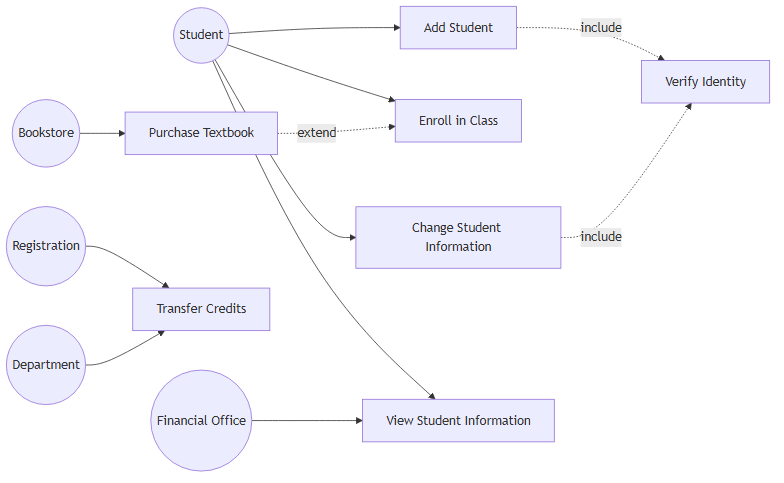 Student
Add Student
include
Verify Identity
Bookstore
Purchase Textbook
extend
Enroll in Class
Registration
Change Student
Information
include
Transfer Credits
Department
Financial Office
View Student Information